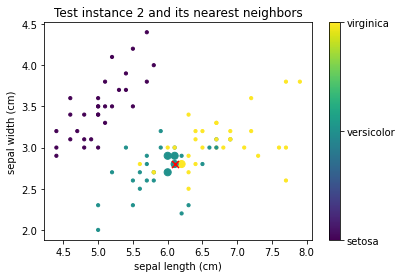 Test instance 2 and its nearest neighbors
4.5
4.0
3.5
3.0
2.5
2.0
sepal width (cm)
4.5 5.0 5.5 6.0 6.5 7.0 7.5 8.0
sepal length (cm)
virginica
versicolor
setosa